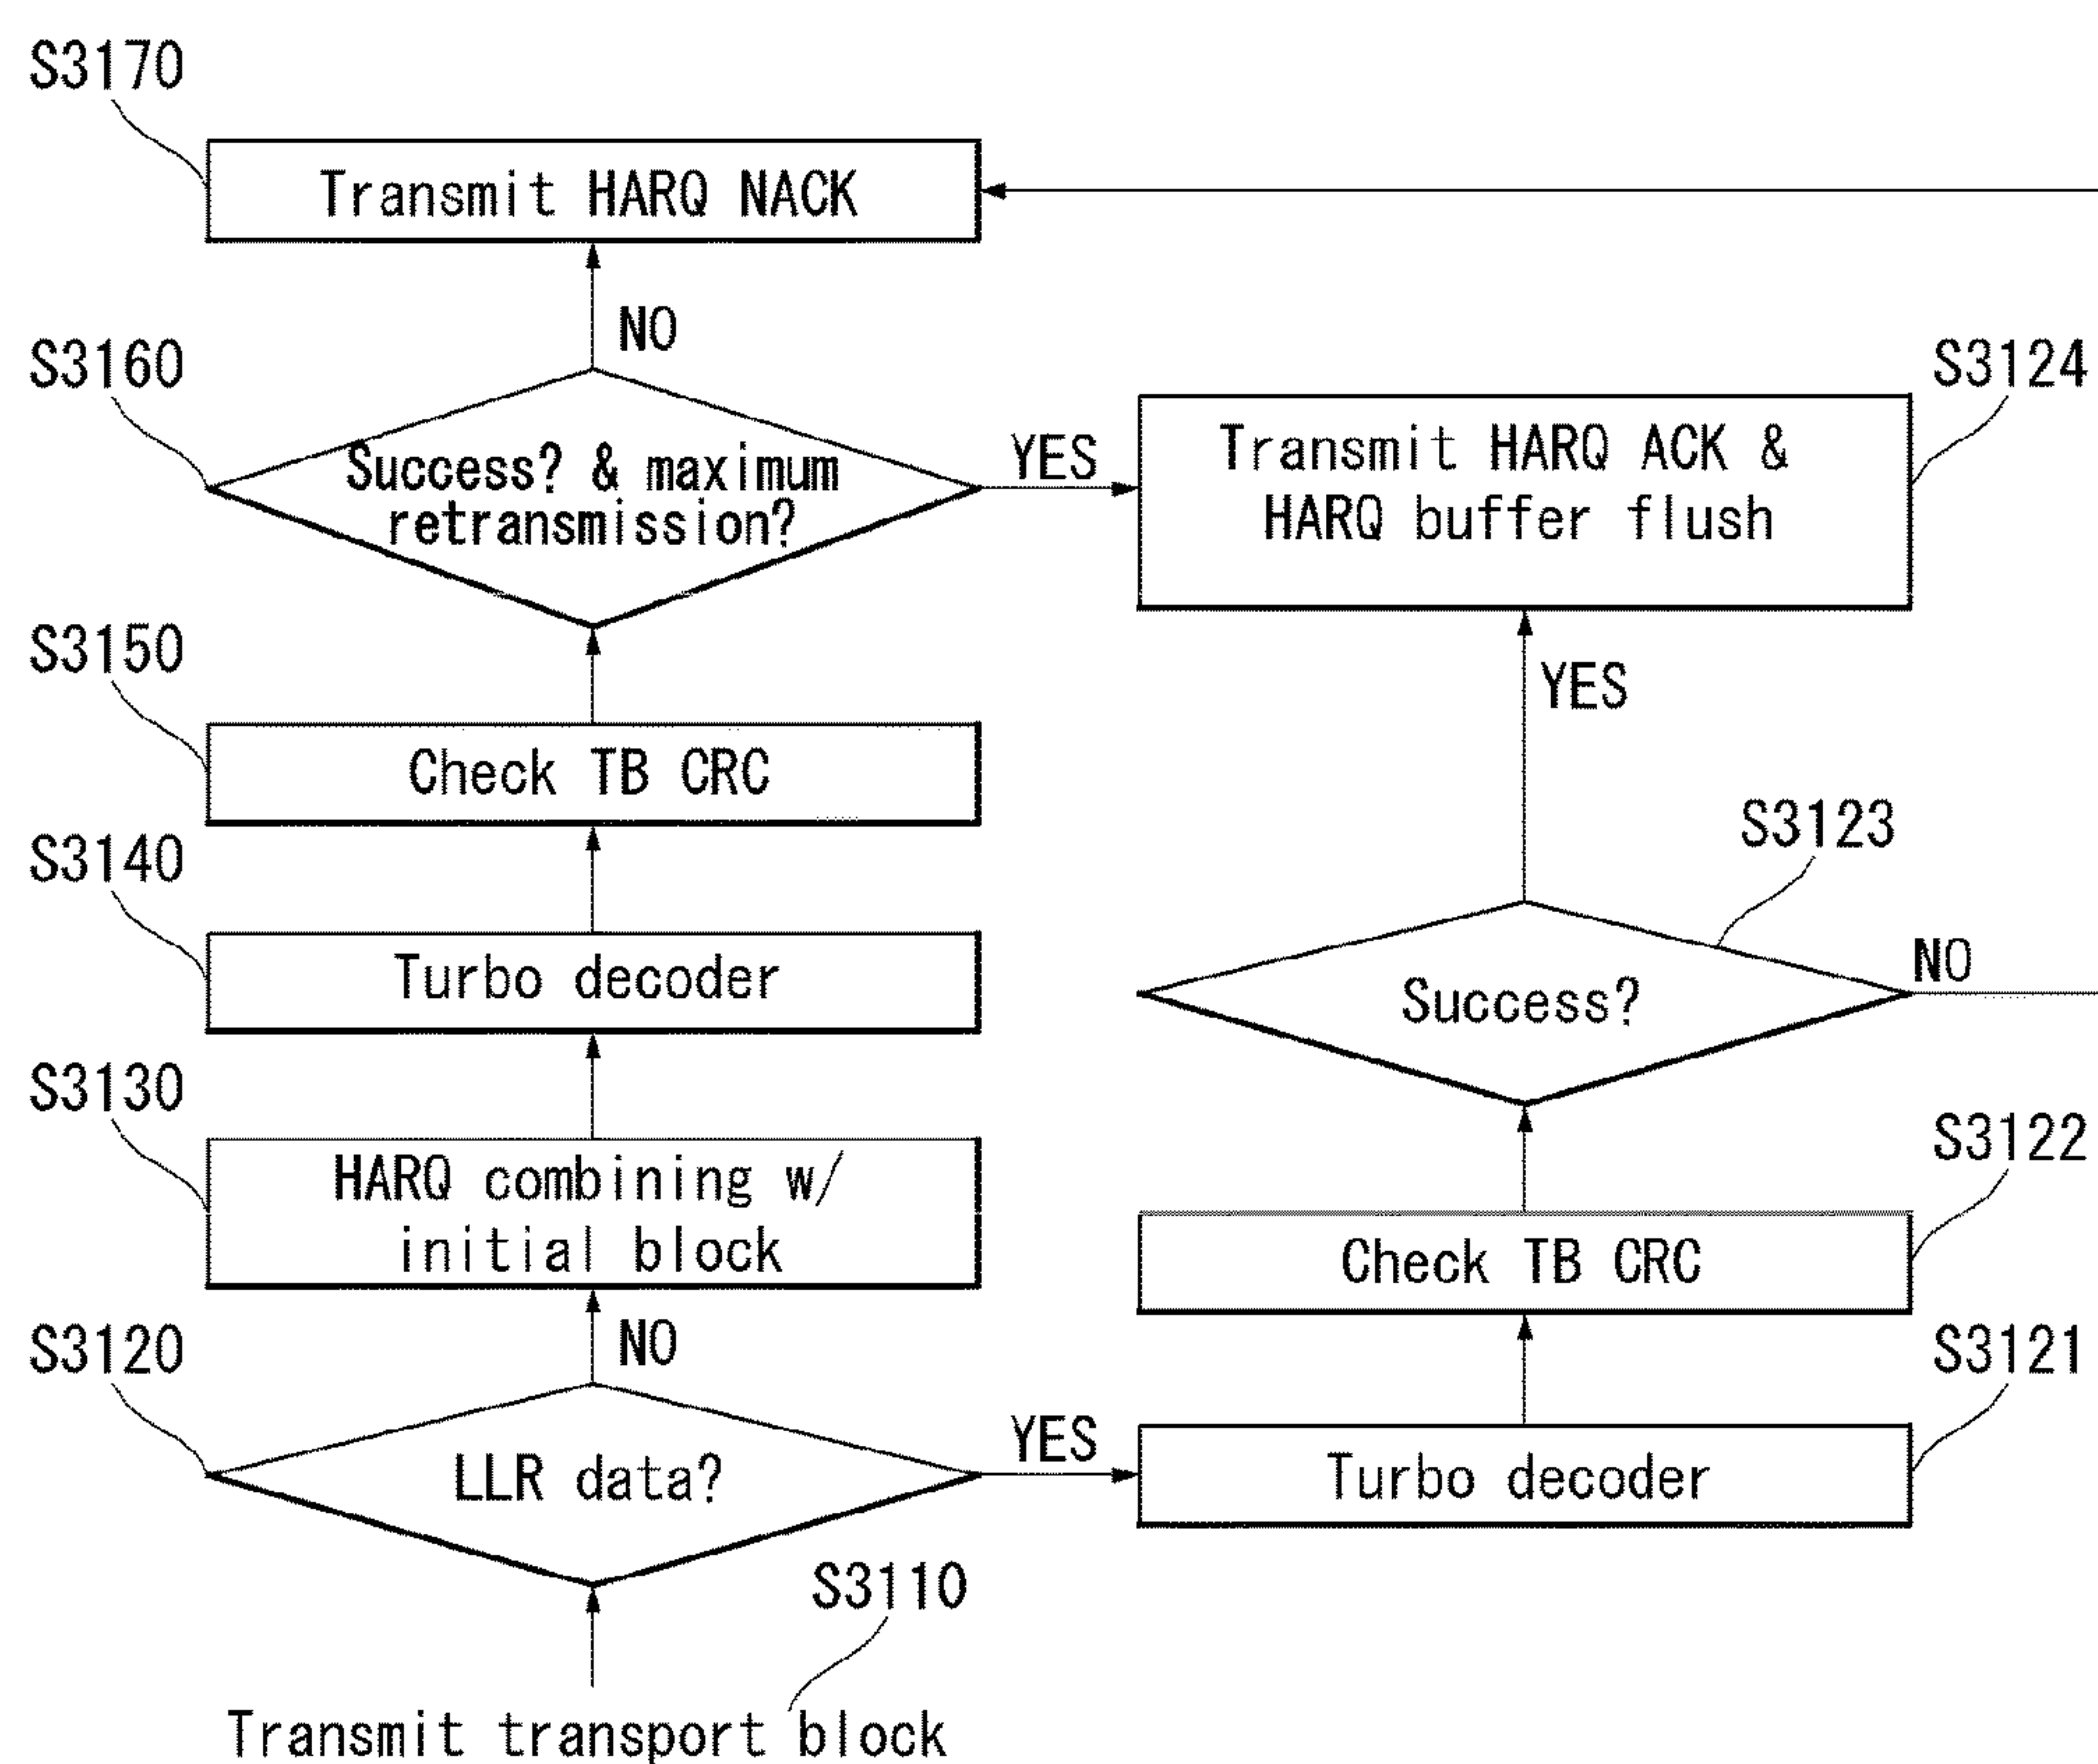 S3170
Transmit HARQ NACK
NO
S3160
Success? & maximum
retransmission?
YES
S3124
Transmit HARQ ACK &
HARQ buffer flush
YES
S3150
Check TB CRC
S3123
S3140
Turbo decoder
Success?
NO
S3130
HARQ combining w/
initial block
S3122
Check TB CRC
NO
S3120
LLR data?
YES
S3121
Turbo decoder
S3110
Transmit transport block